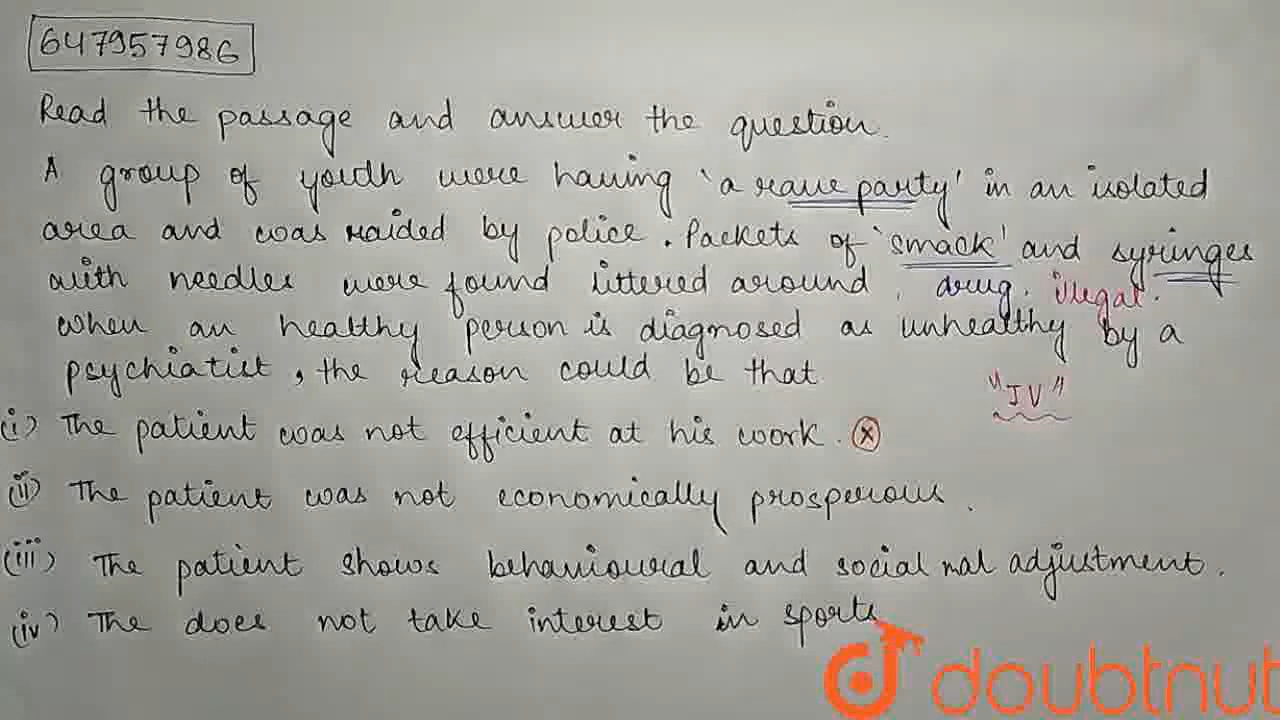 647957986
Read the passage and answer the question.
A group of youth were having 'a rave party' in an isolated
area and was raided by police. Packets of 'smack' and syringes
with needles were found littered around. drug. illegal.
when an healthy person is diagnosed as unhealthy by a
psychiatist, the reason could be that
"IV"
(i) The patient was not efficient at his work. x
(ii) The patient was not economically prosperous.
(iii) The patient shows behavioural and social mal adjustment.
(iv) The does not take interest in sports
doubtnut